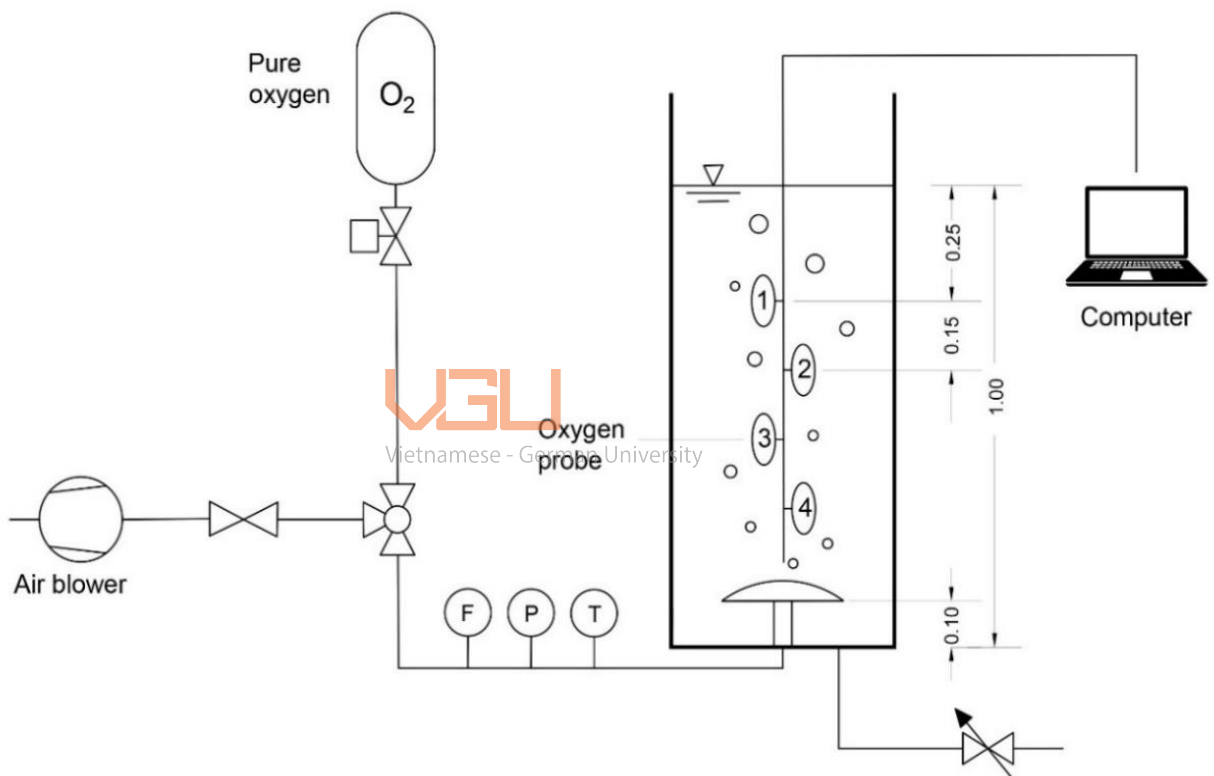 Pure
oxygen
O2
0.25
1
Computer
0.15
2
1.00
VGU
Oxygen
probe
3
Vietnamese - German University
4
Air blower
F
P
T
0.10